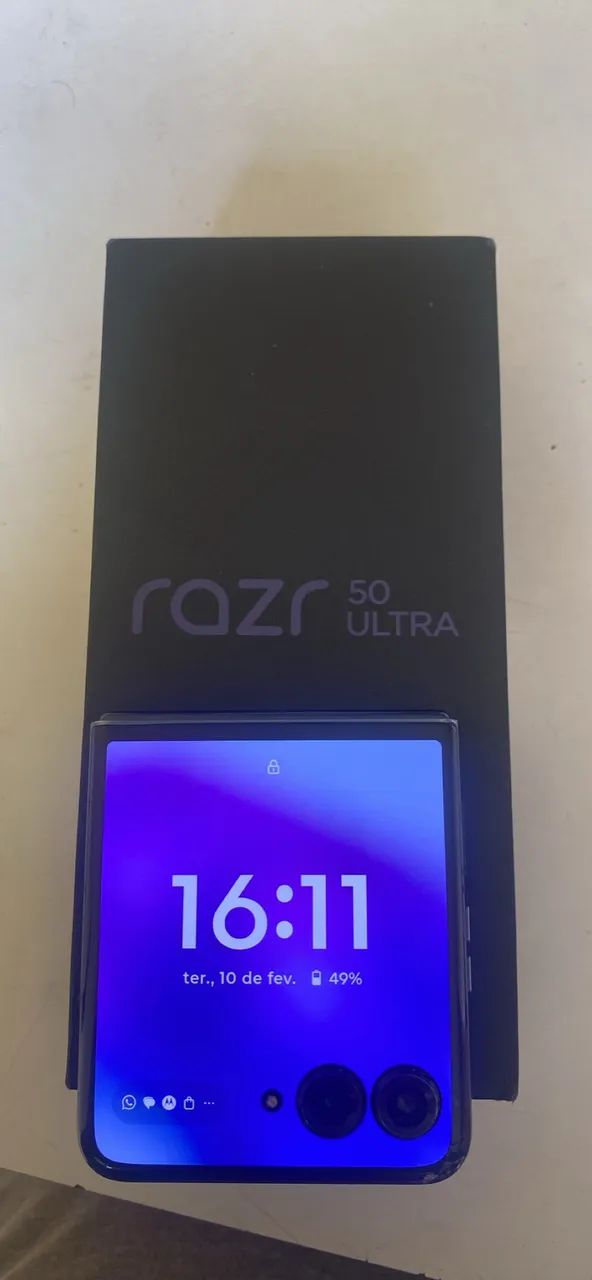 razr 50
ULTRA
16:11
ter., 10 de fev. 49%